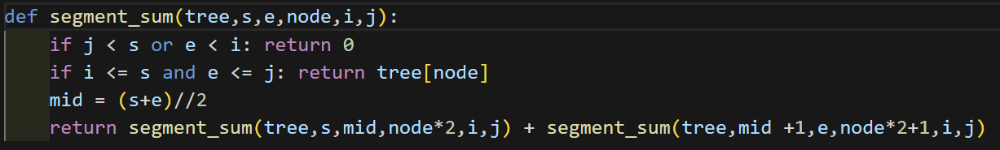 def segment_sum(tree,s,e,node,i,j):
    if j < s or e < i: return 0
    if i <= s and e <= j: return tree[node]
    mid = (s+e)//2
    return segment_sum(tree,s,mid,node*2,i,j) + segment_sum(tree,mid +1,e,node*2+1,i,j)